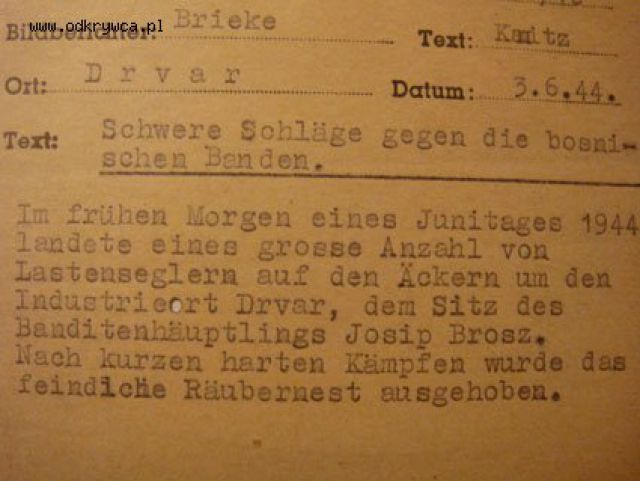 www.odkrywca.pl
Bildberichter: Brieke
Text: Kanitz
Ort: Drvar
Datum: 3.6.44.
Text: Schwere Schläge gegen die bosni-
schen Banden.
Im frühen Morgen eines Junitages 1944
landete eines grosse Anzahl von
Lastenseglern auf den Äckern um den
Industrieort Drvar, dem Sitz des
Banditenhäuptlings Josip Brosz.
Nach kurzen harten Kämpfen wurde das
feindliche Räubernest ausgehoben.